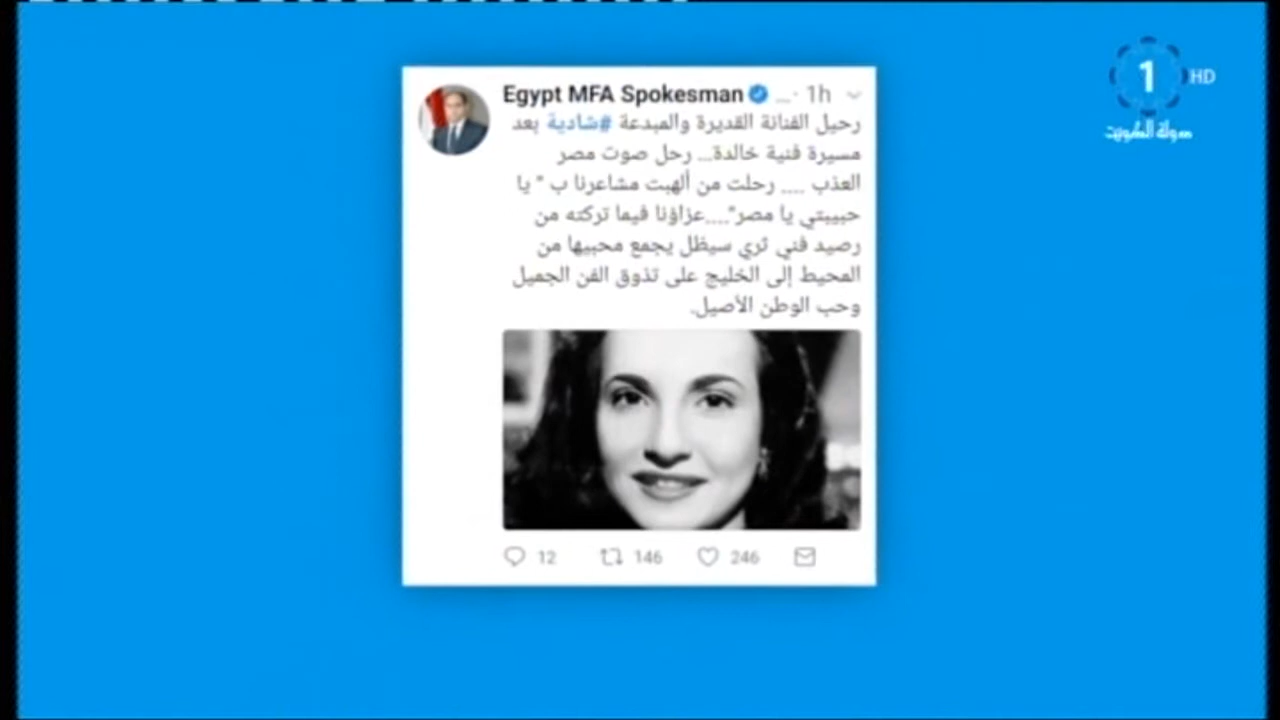 Egypt MFA Spokesman ... · 1h
رحيل الفنانة القديرة والمبدعة #شادية بعد
مسيرة فنية خالدة... رحل صوت مصر
العذب .... رحلت من ألهبت مشاعرنا ب " يا
حبيبتي يا مصر"....عزاؤنا فيما تركته من
رصيد فني ثري سيظل يجمع محبيها من
المحيط إلى الخليج على تذوق الفن الجميل
وحب الوطن الأصيل.
12 146 246
1 HD
دولة الكويت